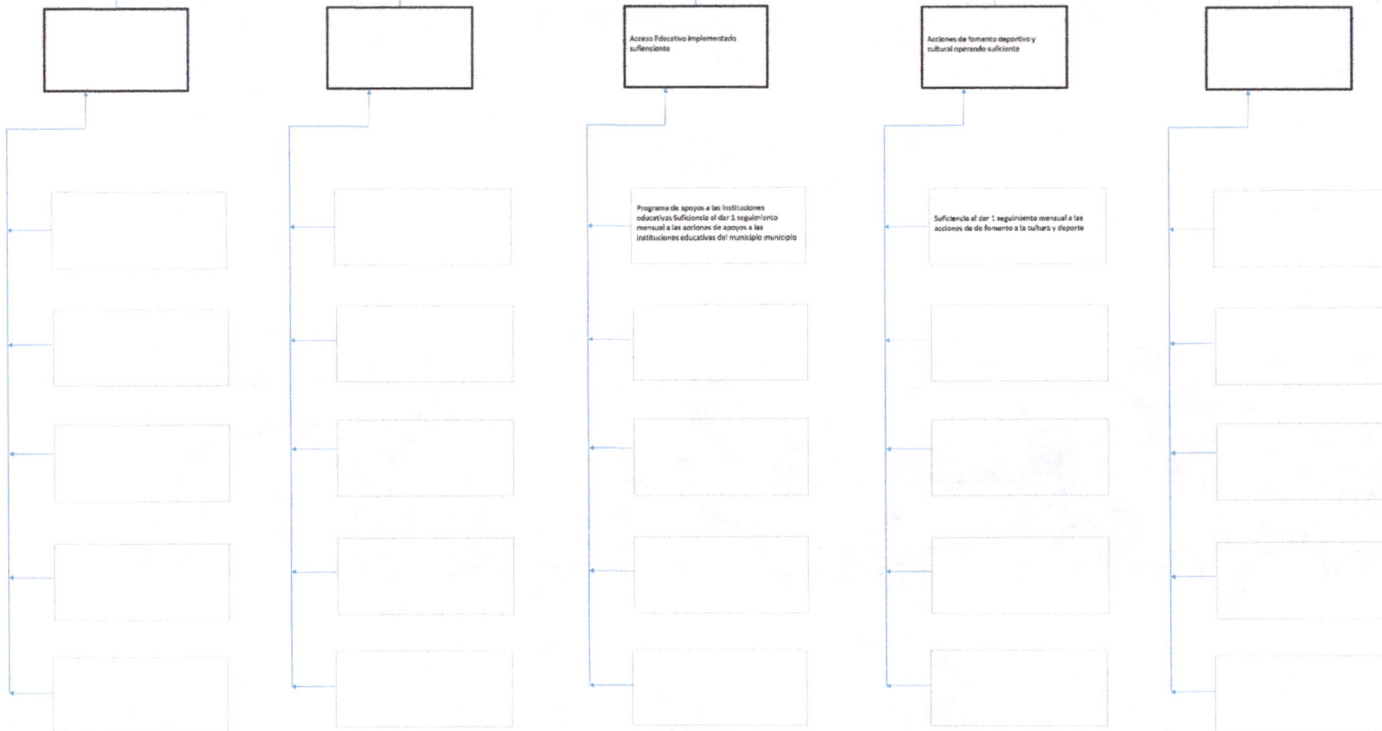 Acceso Educativo implementado
sufienciente
Acciones de fomento deportivo y
cultural operando suficiente
Programa de apoyos a las instituciones
educativas Suficiencia al dar 1 seguimiento
mensual a las acciones de apoyos a las
instituciones educativas del municipio municipio
Suficiencia al dar 1 seguimiento mensual a las
acciones de de fomento a la cultura y deporte